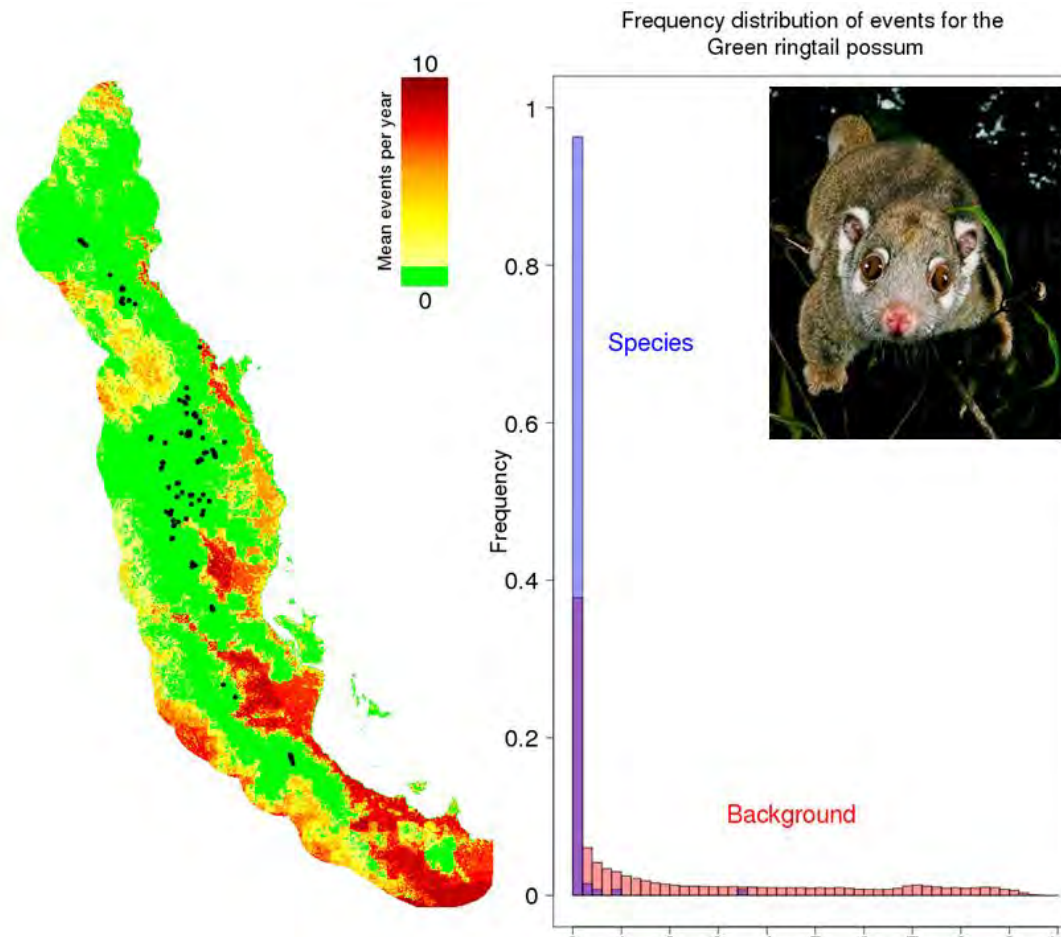 Frequency distribution of events for the
Green ringtail possum
10
Mean events per year
0
1
0.8
0.6
0.4
0.2
0
Frequency
Species
Background